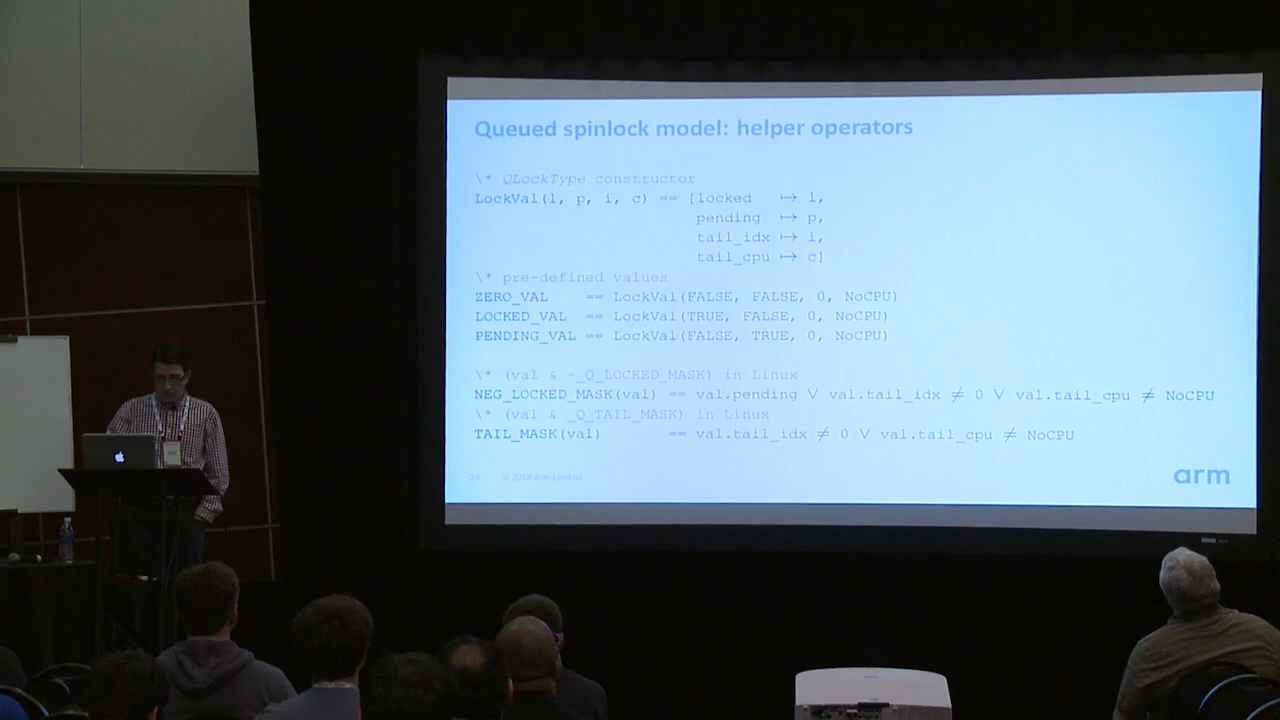 Queued spinlock model: helper operators
\* QLockType constructor
LockVal(l, p, i, c) == [locked ↦ l,
pending ↦ p,
tail_idx ↦ i,
tail_cpu ↦ c]
\* pre-defined values
ZERO_VAL == LockVal(FALSE, FALSE, 0, NoCPU)
LOCKED_VAL == LockVal(TRUE, FALSE, 0, NoCPU)
PENDING_VAL == LockVal(FALSE, TRUE, 0, NoCPU)
\* (val & ~_Q_LOCKED_MASK) in Linux
NEG_LOCKED_MASK(val) == val.pending ∨ val.tail_idx ≠ 0 ∨ val.tail_cpu ≠ NoCPU
\* (val & _Q_TAIL_MASK) in Linux
TAIL_MASK(val) == val.tail_idx ≠ 0 ∨ val.tail_cpu ≠ NoCPU
24 © 2018 Arm Limited
arm